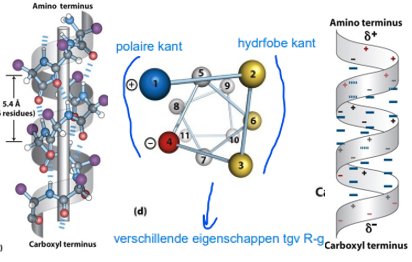 Amino terminus
5.4 Å
residues)
Carboxyl terminus
polaire kant
hydrfobe kant
+
−
1
2
3
4
5
6
7
8
9
10
11
(d)
verschillende eigenschappen tgv R-g
Amino terminus
δ+
δ−
Carboxyl terminus